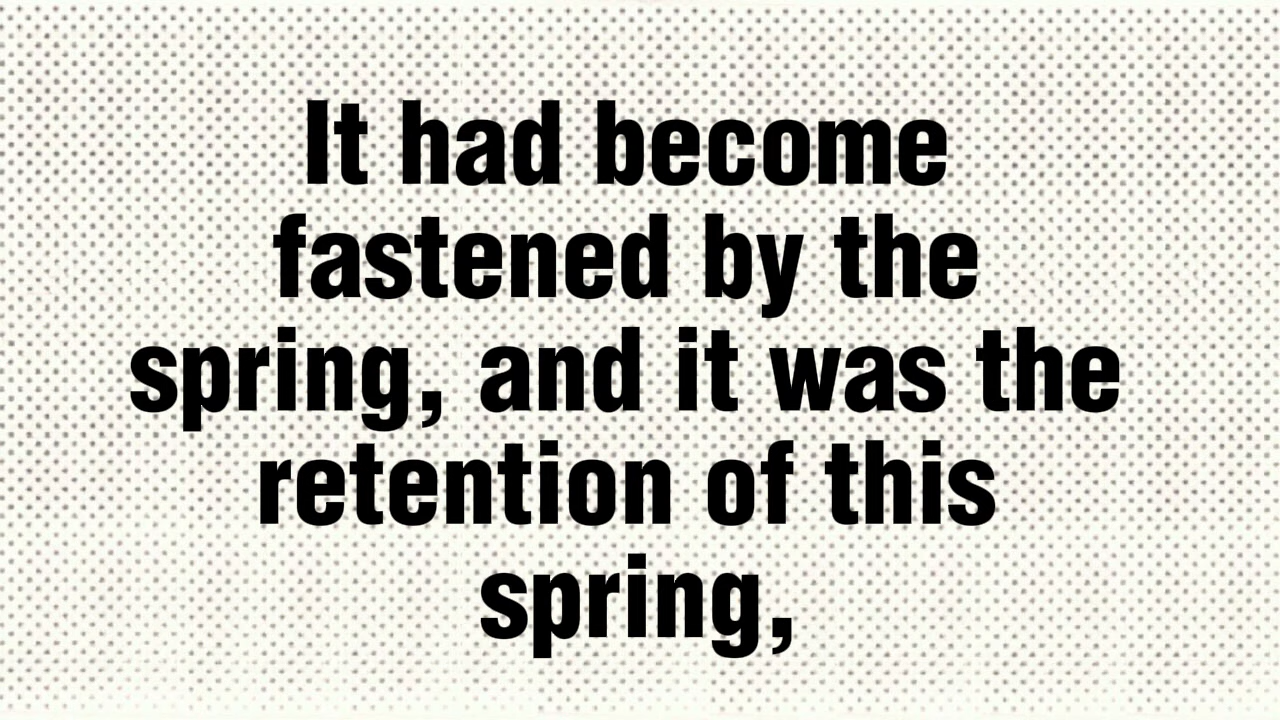 It had become
fastened by the
spring, and it was the
retention of this
spring,